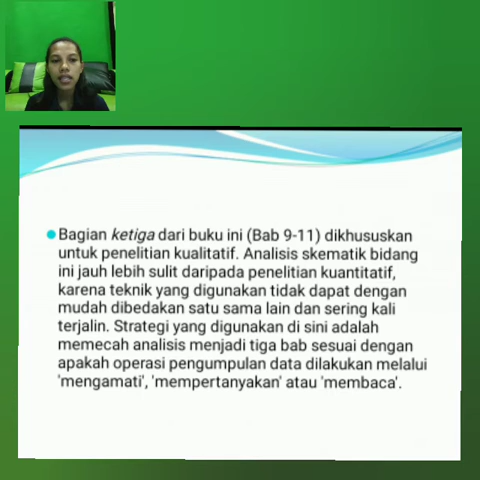 Bagian ketiga dari buku ini (Bab 9-11) dikhususkan
untuk penelitian kualitatif. Analisis skematik bidang
ini jauh lebih sulit daripada penelitian kuantitatif,
karena teknik yang digunakan tidak dapat dengan
mudah dibedakan satu sama lain dan sering kali
terjalin. Strategi yang digunakan di sini adalah
memecah analisis menjadi tiga bab sesuai dengan
apakah operasi pengumpulan data dilakukan melalui
'mengamati', 'mempertanyakan' atau 'membaca'.